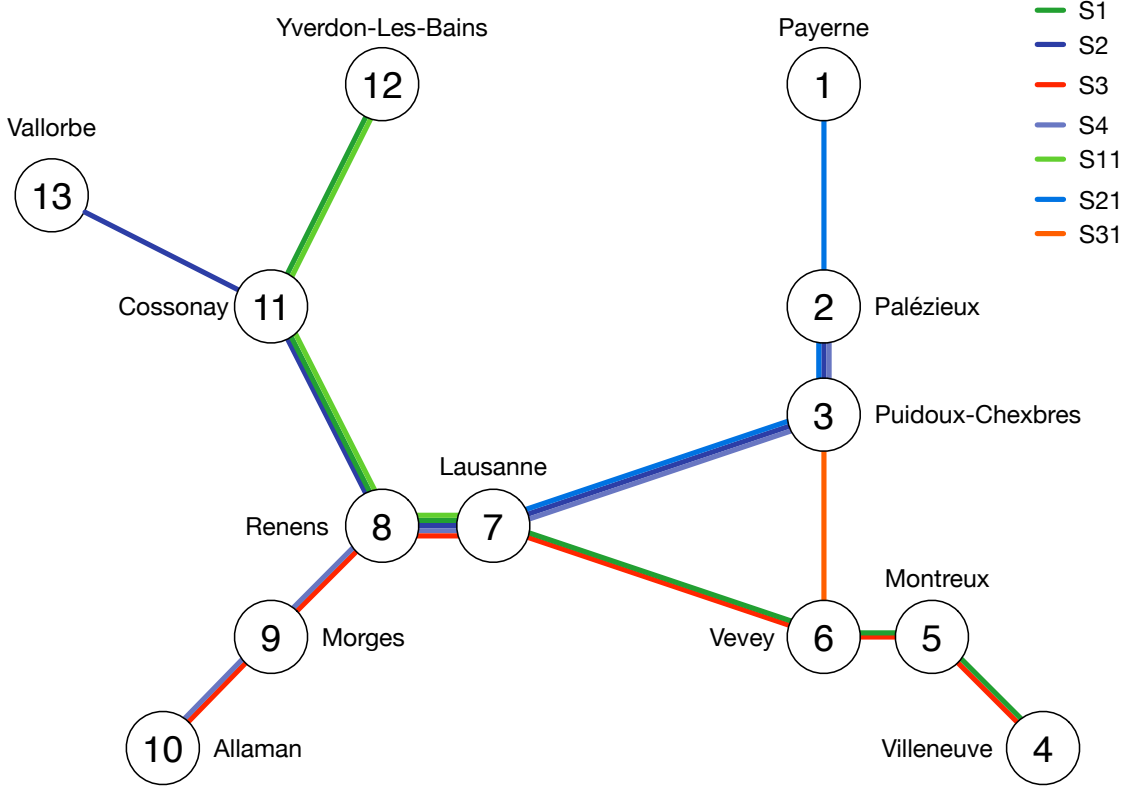 S1
Yverdon-Les-Bains
Payerne
S2
12
1
S3
Vallorbe
S4
S11
13
S21
S31
Cossonay
11
2
Palézieux
3
Puidoux-Chexbres
Lausanne
Renens
8
7
Montreux
9
Morges
Vevey
6
5
10
Allaman
Villeneuve
4